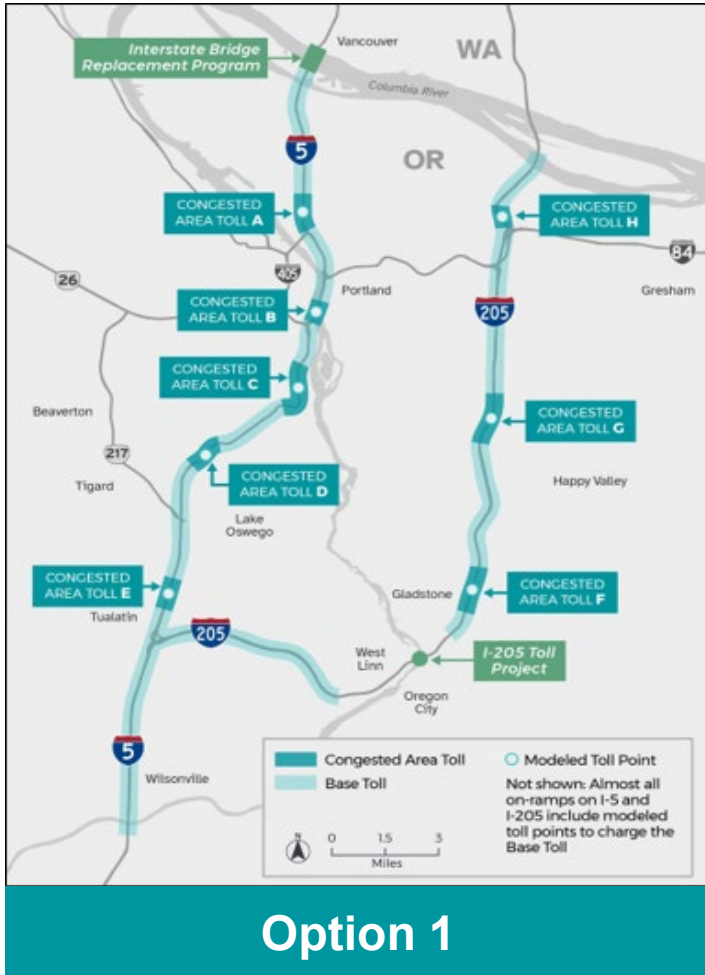 Vancouver
WA
Interstate Bridge
Replacement Program
Columbia River
5
OR
CONGESTED
AREA TOLL A
CONGESTED
AREA TOLL H
405
84
26
Portland
Gresham
CONGESTED
AREA TOLL B
205
CONGESTED
AREA TOLL C
Beaverton
CONGESTED
AREA TOLL G
217
Tigard
CONGESTED
AREA TOLL D
Happy Valley
Lake
Oswego
CONGESTED
AREA TOLL E
Gladstone
CONGESTED
AREA TOLL F
Tualatin
205
West
Linn
I-205 Toll
Project
Oregon
City
5
Wilsonville
Congested Area Toll
Base Toll
Modeled Toll Point
Not shown: Almost all
on-ramps on I-5 and
I-205 include modeled
toll points to charge the
Base Toll
N
0 1.5 3
Miles
Option 1